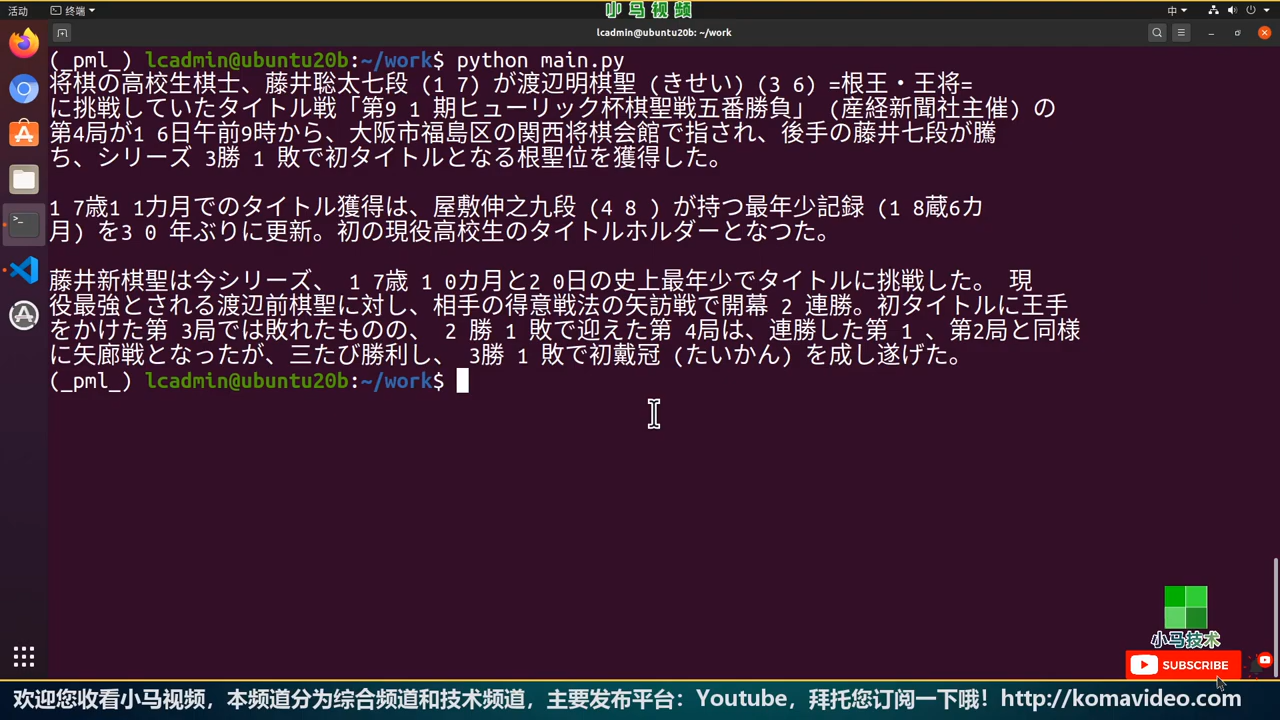 活动
终端
小马视频
中
lcadmin@ubuntu20b: ~/work
(_pml_) lcadmin@ubuntu20b:~/work$ python main.py
将棋の高校生棋士、藤井聡太七段 (1 7) が渡辺明棋聖 (きせい) (3 6) =根王・王将=
に挑戦していたタイトル戦「第9 1 期ヒューリック杯棋聖戦五番勝負」 (産経新聞社主催) の
第4局が1 6日午前9時から、大阪市福島区の関西将棋会館で指され、後手の藤井七段が騰
ち、シリーズ 3勝 1 敗で初タイトルとなる根聖位を獲得した。
1 7歳1 1力月でのタイトル獲得は、屋敷伸之九段 (4 8 ) が持つ最年少記録 (1 8蔵6カ
月) を3 0 年ぶりに更新。初の現役高校生のタイトルホルダーとなつた。
藤井新棋聖は今シリーズ、 1 7歳 1 0カ月と2 0日の史上最年少でタイトルに挑戦した。 現
役最強とされる渡辺前棋聖に対し、相手の得意戦法の矢訪戦で開幕 2 連勝。初タイトルに王手
をかけた第 3局では敗れたものの、 2 勝 1 敗で迎えた第 4局は、連勝した第 1 、第2局と同様
に矢廊戦となったが、三たび勝利し、 3勝 1 敗で初戴冠 (たいかん) を成し遂げた。
(_pml_) lcadmin@ubuntu20b:~/work$
小马技术
SUBSCRIBE
欢迎您收看小马视频，本频道分为综合频道和技术频道，主要发布平台：Youtube，拜托您订阅一下哦！http://komavideo.com